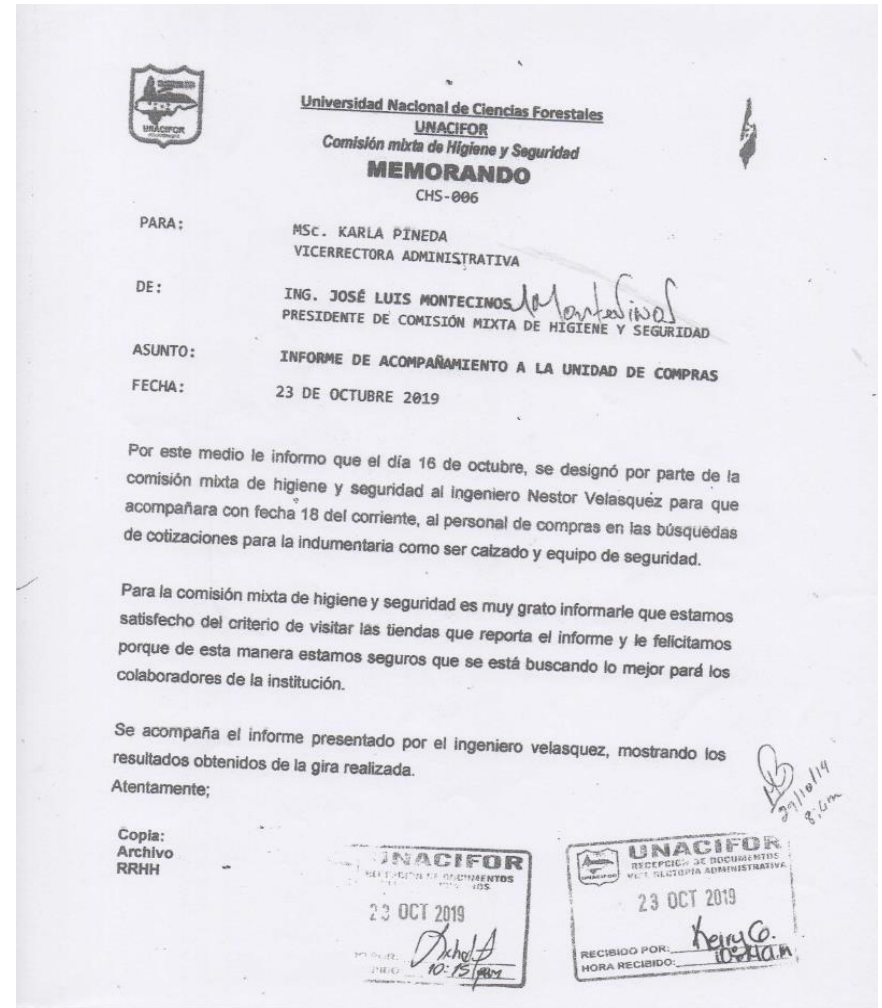 UNACIFOR
Universidad Nacional de Ciencias Forestales
UNACIFOR
Comisión mixta de Higiene y Seguridad
MEMORANDO
CHS-006
PARA:
MSc. KARLA PINEDA
VICERRECTORA ADMINISTRATIVA
DE:
ING. JOSÉ LUIS MONTECINOS
PRESIDENTE DE COMISIÓN MIXTA DE HIGIENE Y SEGURIDAD
ASUNTO:
INFORME DE ACOMPAÑAMIENTO A LA UNIDAD DE COMPRAS
FECHA:
23 DE OCTUBRE 2019
Por este medio le informo que el día 16 de octubre, se designó por parte de la
comisión mixta de higiene y seguridad al ingeniero Nestor Velasquéz para que
acompañara con fecha 18 del corriente, al personal de compras en las búsquedas
de cotizaciones para la indumentaria como ser calzado y equipo de seguridad.
Para la comisión mixta de higiene y seguridad es muy grato informarle que estamos
satisfecho del criterio de visitar las tiendas que reporta el informe y le felicitamos
porque de esta manera estamos seguros que se está buscando lo mejor pará los
colaboradores de la institución.
Se acompaña el informe presentado por el ingeniero velasquez, mostrando los
resultados obtenidos de la gira realizada.
Atentamente;
Copia:
Archivo
RRHH
UNACIFOR
23 OCT 2019
10:15 am
UNACIFOR
RECEPCION DE DOCUMENTOS
VICERRECTORIA ADMINISTRATIVA
23 OCT 2019
RECIBIDO POR:
HORA RECIBIDO: